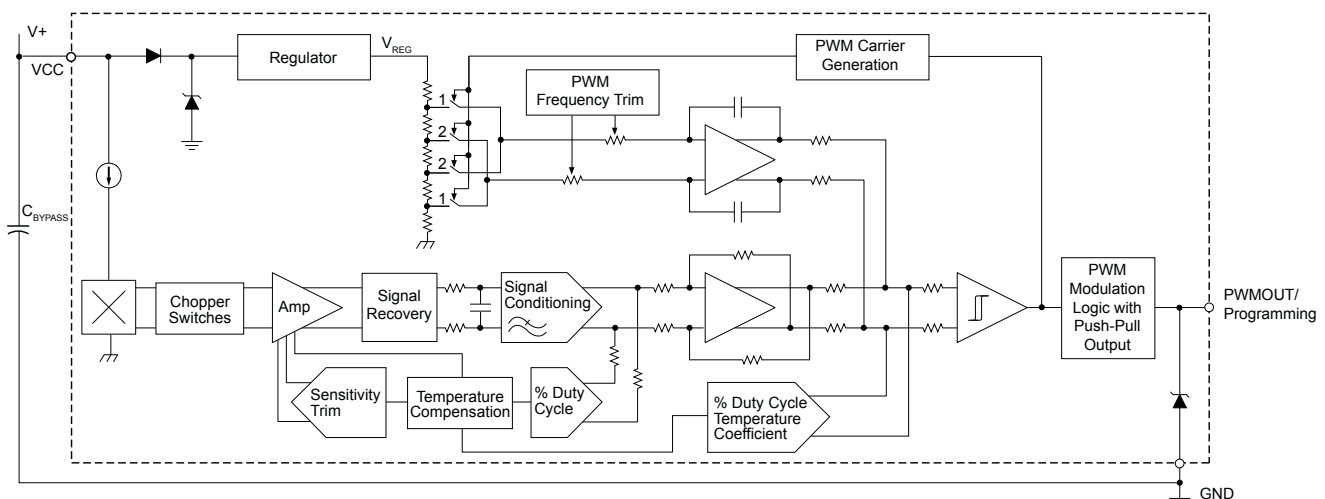 V+
VCC
Regulator
VREG
PWM Carrier
Generation
PWM
Frequency Trim
1
2
2
1
CBYPASS
Chopper
Switches
Amp
Signal
Recovery
Signal
Conditioning
PWM
Modulation
Logic with
Push-Pull
Output
PWMOUT/
Programming
Sensitivity
Trim
Temperature
Compensation
% Duty
Cycle
% Duty Cycle
Temperature
Coefficient
GND